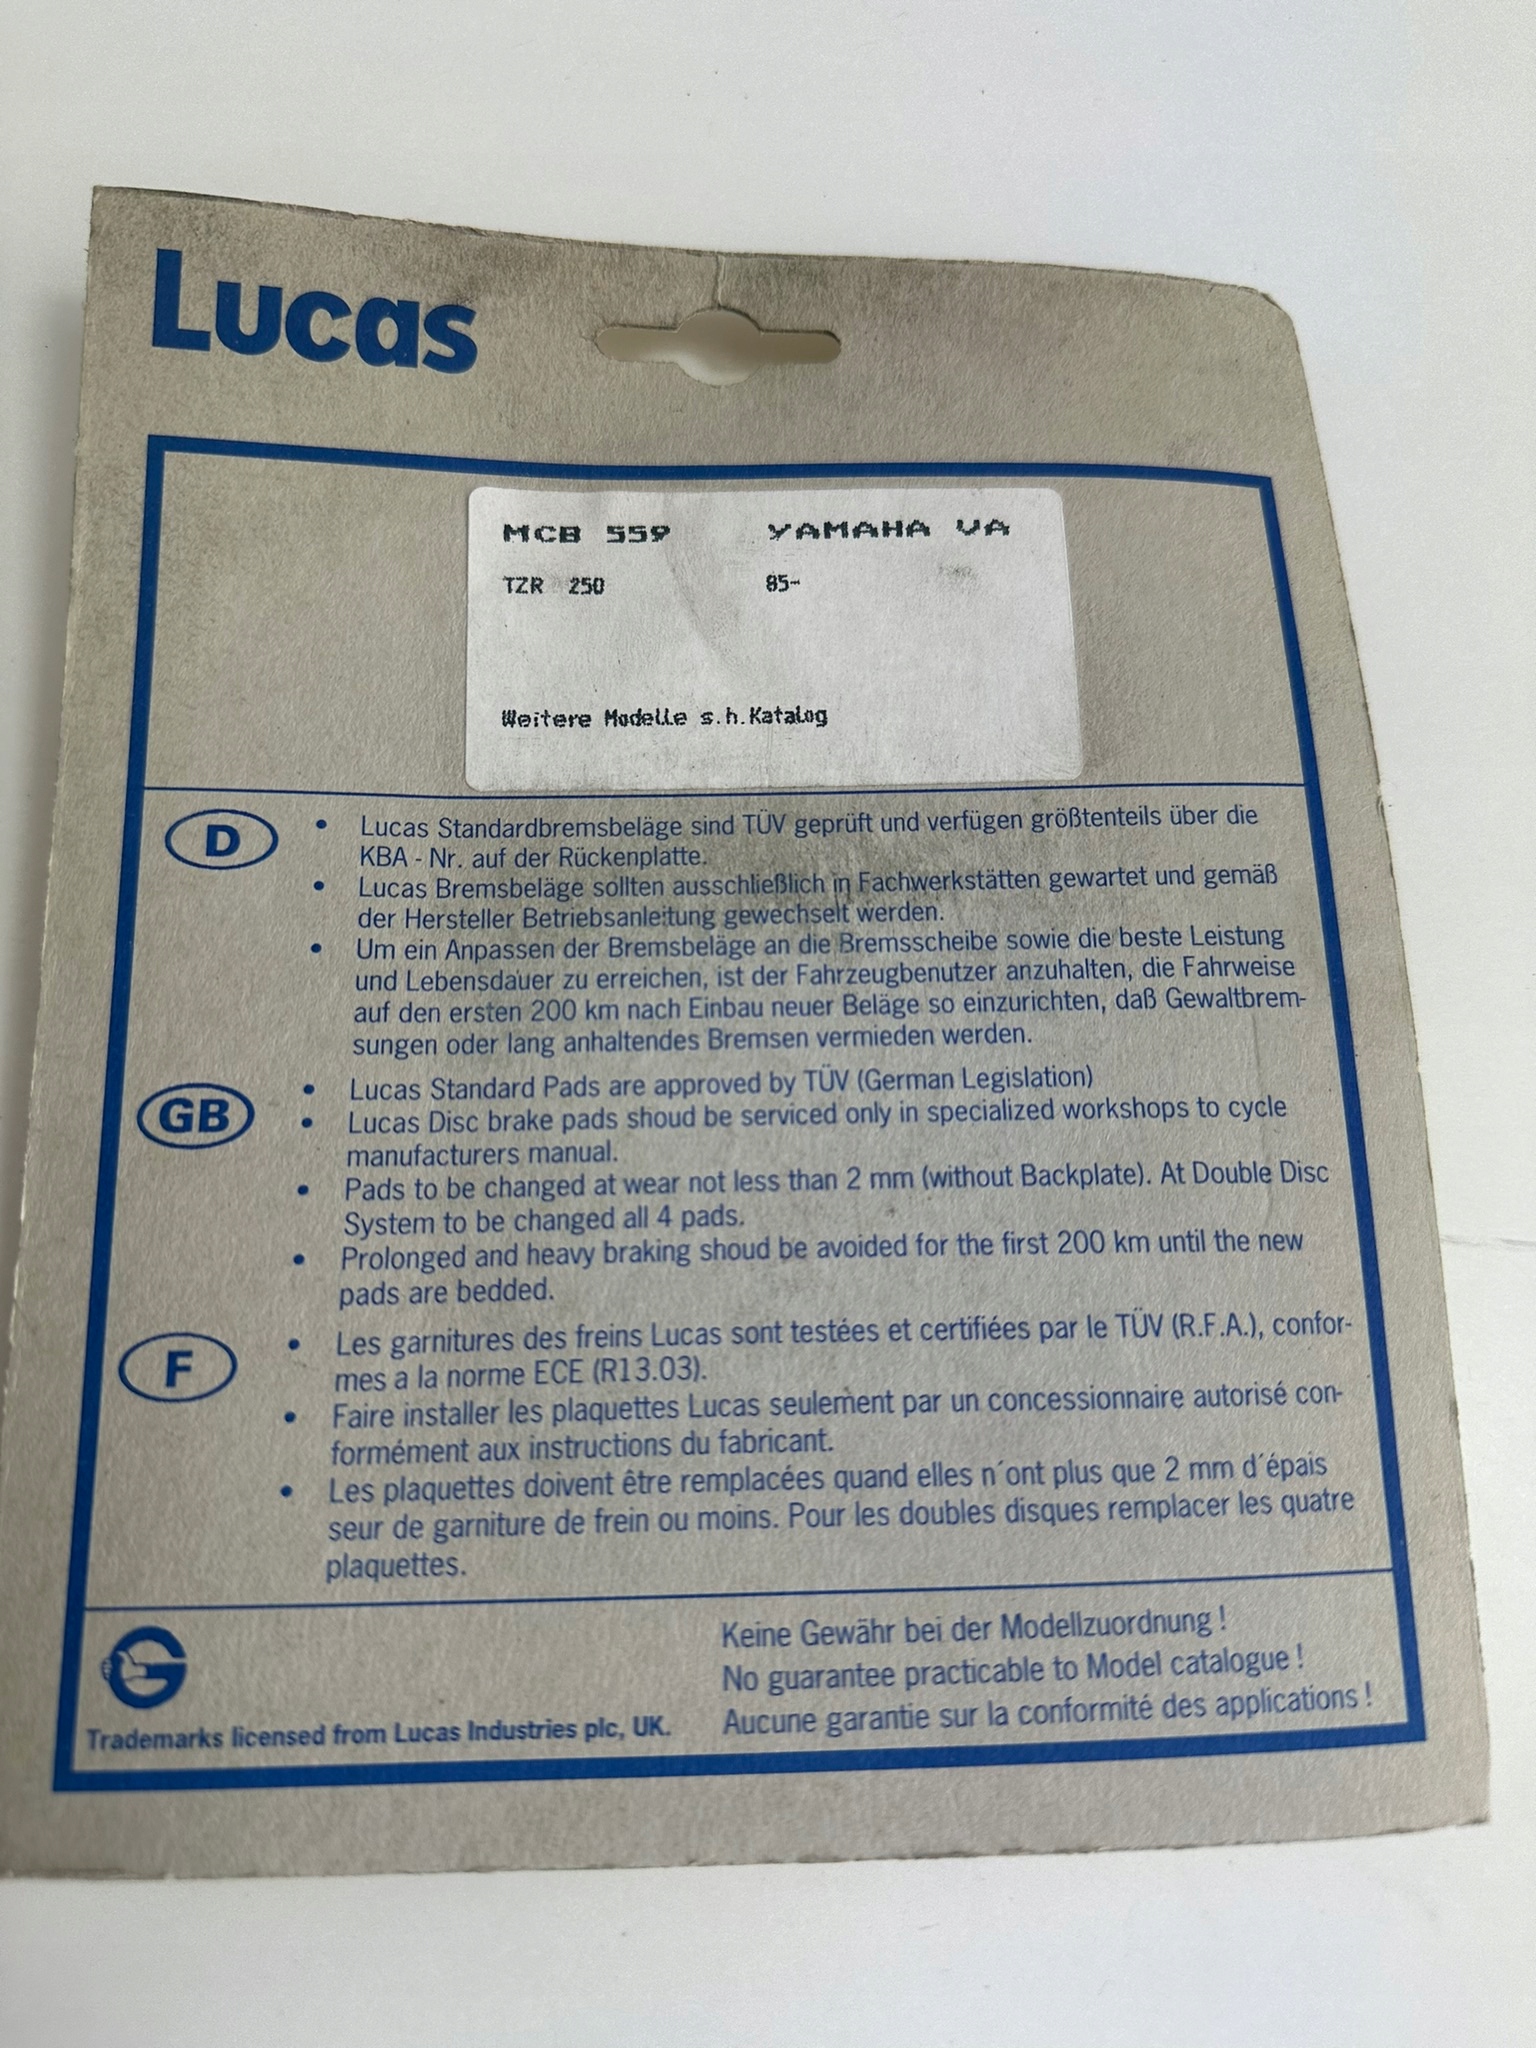 Lucas
MCB 559 YAMAHA VA
TZR 250 85-
Weitere Modelle s.h.Katalog
D
• Lucas Standardbremsbeläge sind TÜV geprüft und verfügen größtenteils über die
KBA - Nr. auf der Rückenplatte.
• Lucas Bremsbeläge sollten ausschließlich in Fachwerkstätten gewartet und gemäß
der Hersteller Betriebsanleitung gewechselt werden.
• Um ein Anpassen der Bremsbeläge an die Bremsscheibe sowie die beste Leistung
und Lebensdauer zu erreichen, ist der Fahrzeugbenutzer anzuhalten, die Fahrweise
auf den ersten 200 km nach Einbau neuer Beläge so einzurichten, daß Gewaltbrem-
sungen oder lang anhaltendes Bremsen vermieden werden.
GB
• Lucas Standard Pads are approved by TÜV (German Legislation)
• Lucas Disc brake pads shoud be serviced only in specialized workshops to cycle
manufacturers manual.
• Pads to be changed at wear not less than 2 mm (without Backplate). At Double Disc
System to be changed all 4 pads.
• Prolonged and heavy braking shoud be avoided for the first 200 km until the new
pads are bedded.
F
• Les garnitures des freins Lucas sont testées et certifiées par le TÜV (R.F.A.), confor-
mes a la norme ECE (R13.03).
• Faire installer les plaquettes Lucas seulement par un concessionnaire autorisé con-
formément aux instructions du fabricant.
• Les plaquettes doivent être remplacées quand elles n´ont plus que 2 mm d´épais
seur de garniture de frein ou moins. Pour les doubles disques remplacer les quatre
plaquettes.
Keine Gewähr bei der Modellzuordnung !
No guarantee practicable to Model catalogue !
Aucune garantie sur la conformité des applications !
Trademarks licensed from Lucas Industries plc, UK.